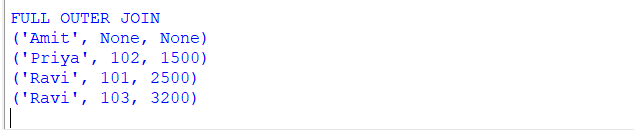 FULL OUTER JOIN
('Amit', None, None)
('Priya', 102, 1500)
('Ravi', 101, 2500)
('Ravi', 103, 3200)